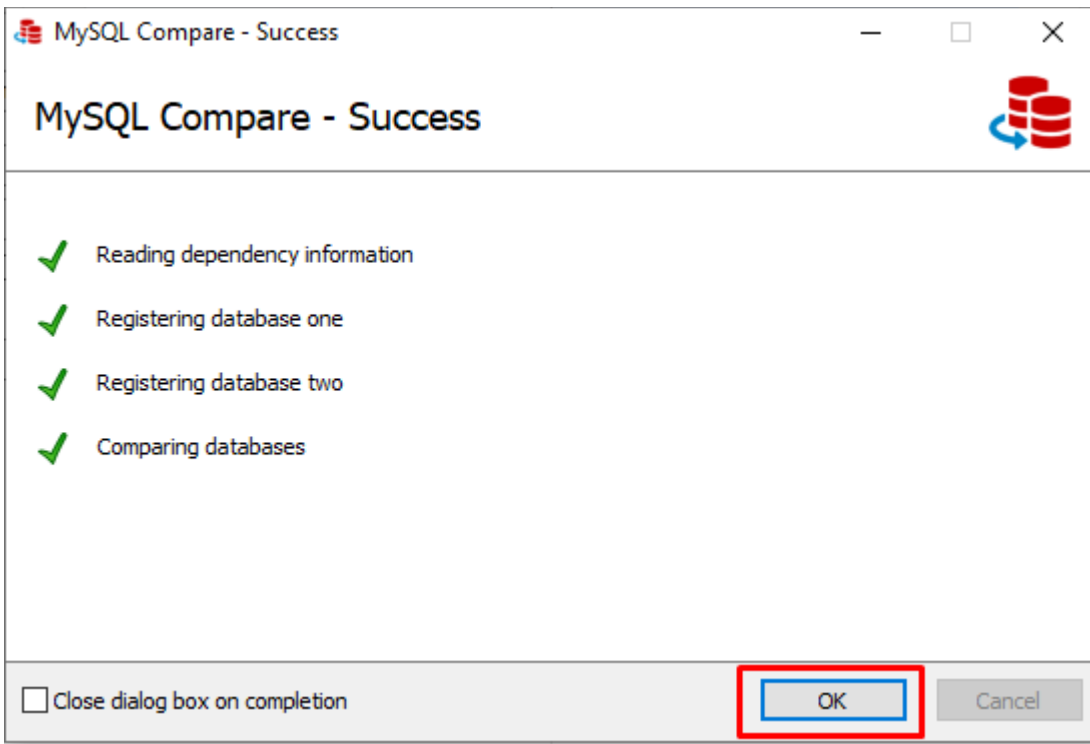 MySQL Compare - Success
MySQL Compare - Success
Reading dependency information
Registering database one
Registering database two
Comparing databases
Close dialog box on completion
OK
Cancel